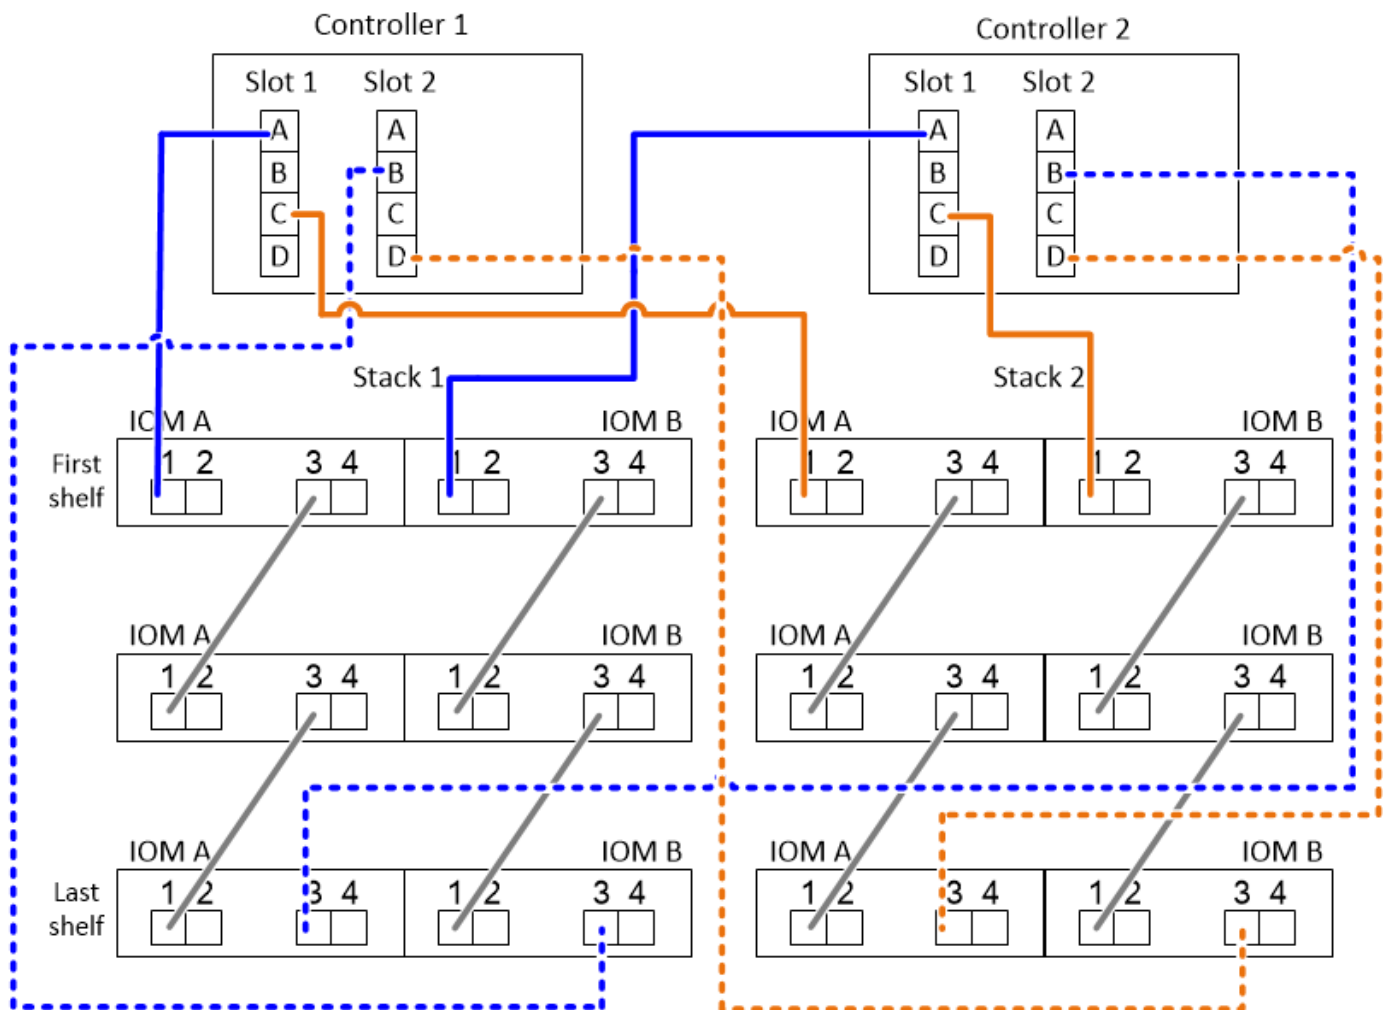 Controller 1
Controller 2
Slot 1 Slot 2
Slot 1 Slot 2
A A
B B
C C
D D
A A
B B
C C
D D
Stack 1
Stack 2
IOM A IOM B
IOM A IOM B
First
shelf
1 2 3 4 1 2 3 4
1 2 3 4 1 2 3 4
IOM A IOM B
IOM A IOM B
1 2 3 4 1 2 3 4
1 2 3 4 1 2 3 4
IOM A IOM B
IOM A IOM B
Last
shelf
1 2 3 4 1 2 3 4
1 2 3 4 1 2 3 4